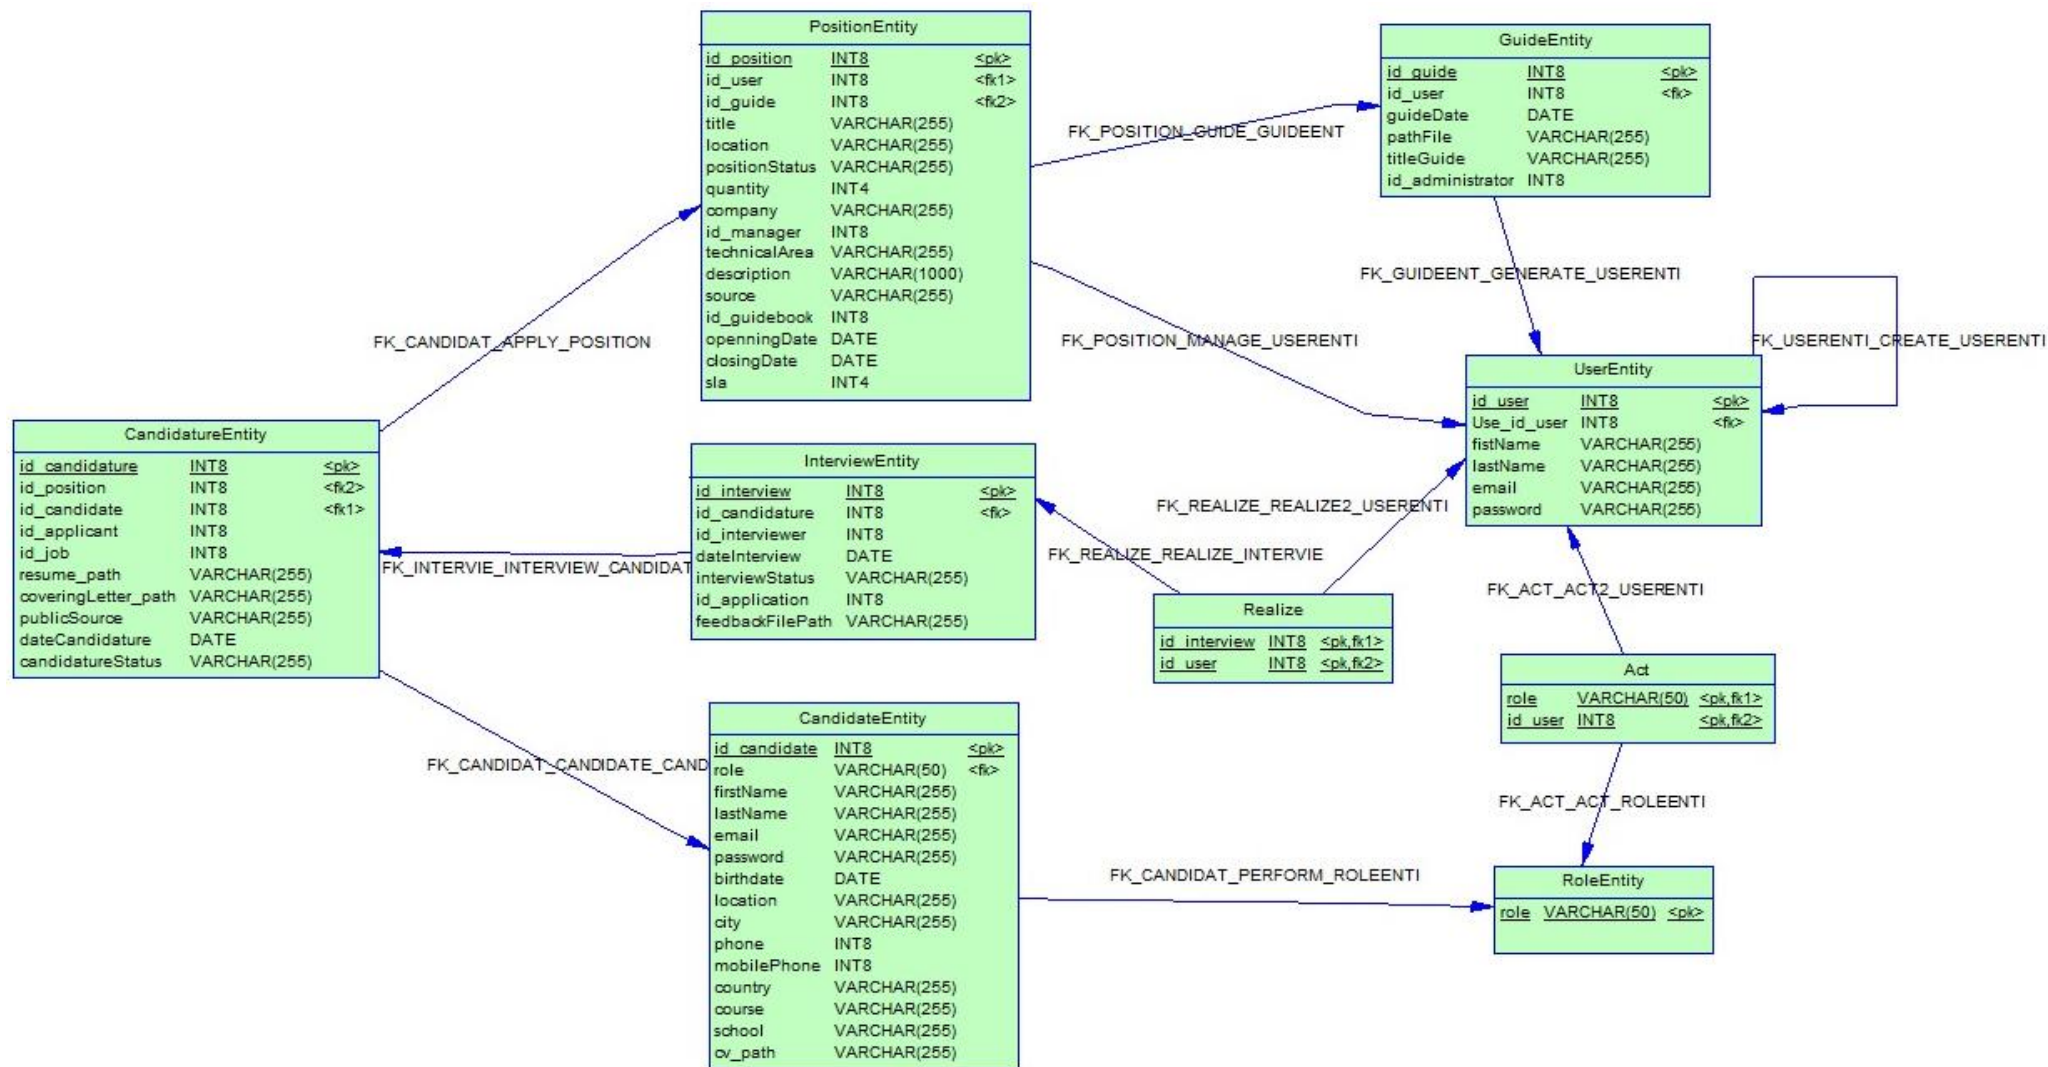 PositionEntity
id_position INT8 <pk>
id_user INT8 <fk1>
id_guide INT8 <fk2>
title VARCHAR(255)
location VARCHAR(255)
positionStatus VARCHAR(255)
quantity INT4
company VARCHAR(255)
id_manager INT8
technicalArea VARCHAR(255)
description VARCHAR(1000)
source VARCHAR(255)
id_guidebook INT8
openningDate DATE
closingDate DATE
sla INT4
GuideEntity
id_guide INT8 <pk>
id_user INT8 <fk>
guideDate DATE
pathFile VARCHAR(255)
titleGuide VARCHAR(255)
id_administrator INT8
FK_POSITION_GUIDE_GUIDEENT
FK_GUIDEENT_GENERATE_USERENTI
FK_CANDIDAT_APPLY_POSITION
FK_POSITION_MANAGE_USERENTI
FK_USERENTI_CREATE_USERENTI
UserEntity
id_user INT8 <pk>
Use_id_user INT8 <fk>
fistName VARCHAR(255)
lastName VARCHAR(255)
email VARCHAR(255)
password VARCHAR(255)
CandidatureEntity
id_candidature INT8 <pk>
id_position INT8 <fk2>
id_candidate INT8 <fk1>
id_applicant INT8
id_job INT8
resume_path VARCHAR(255)
coveringLetter_path VARCHAR(255)
publicSource VARCHAR(255)
dateCandidature DATE
candidatureStatus VARCHAR(255)
FK_INTERVIE_INTERVIEW_CANDIDAT
InterviewEntity
id_interview INT8 <pk>
id_candidature INT8 <fk>
id_interviewer INT8
dateInterview DATE
interviewStatus VARCHAR(255)
id_application INT8
feedbackFilePath VARCHAR(255)
FK_REALIZE_REALIZE2_USERENTI
FK_REALIZE_REALIZE_INTERVIE
Realize
id_interview INT8 <pk,fk1>
id_user INT8 <pk,fk2>
FK_ACT_ACT2_USERENTI
Act
role VARCHAR(50) <pk,fk1>
id_user INT8 <pk,fk2>
FK_CANDIDAT_CANDIDATE_CAND
CandidateEntity
id_candidate INT8 <pk>
role VARCHAR(50) <fk>
firstName VARCHAR(255)
lastName VARCHAR(255)
email VARCHAR(255)
password VARCHAR(255)
birthdate DATE
location VARCHAR(255)
city VARCHAR(255)
phone INT8
mobilePhone INT8
country VARCHAR(255)
course VARCHAR(255)
school VARCHAR(255)
cv_path VARCHAR(255)
FK_ACT_ACT_ROLEENTI
FK_CANDIDAT_PERFORM_ROLEENTI
RoleEntity
role VARCHAR(50) <pk>